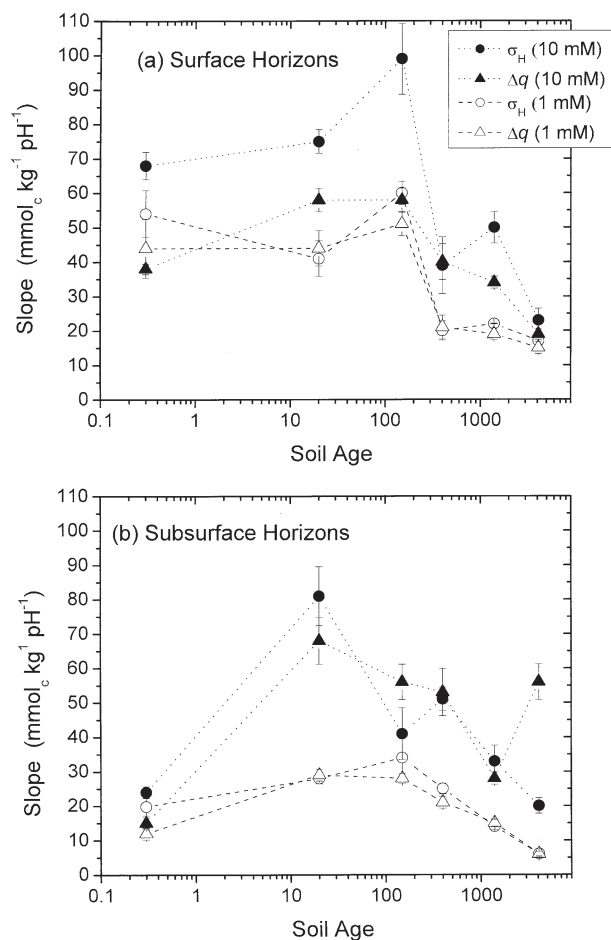 110
100
90
80
70
60
50
40
30
20
10
0
(a) Surface Horizons
σH (10 mM)
Δq (10 mM)
σH (1 mM)
Δq (1 mM)
Slope (mmolc kg-1 pH-1)
0.1 1 10 100 1000
Soil Age
110
100
90
80
70
60
50
40
30
20
10
0
(b) Subsurface Horizons
Slope (mmolc kg1 pH-1)
0.1 1 10 100 1000
Soil Age